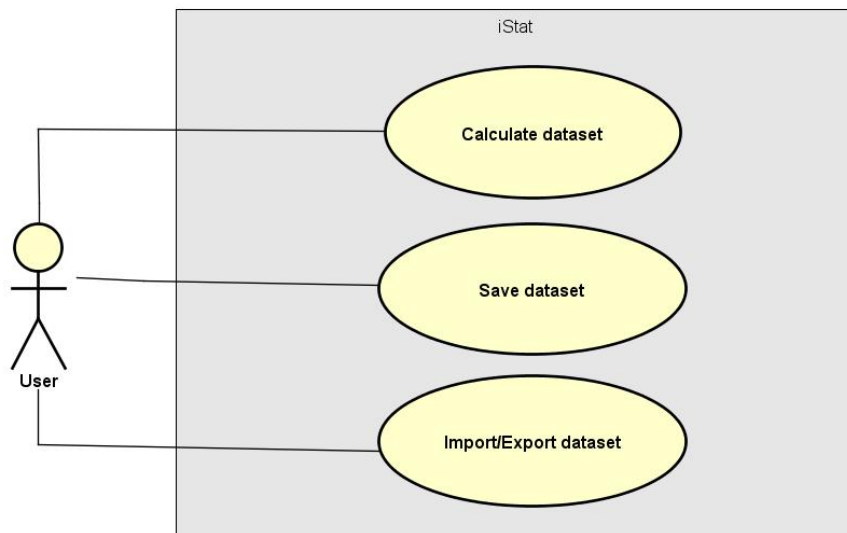 iStat
Calculate dataset
Save dataset
User
Import/Export dataset